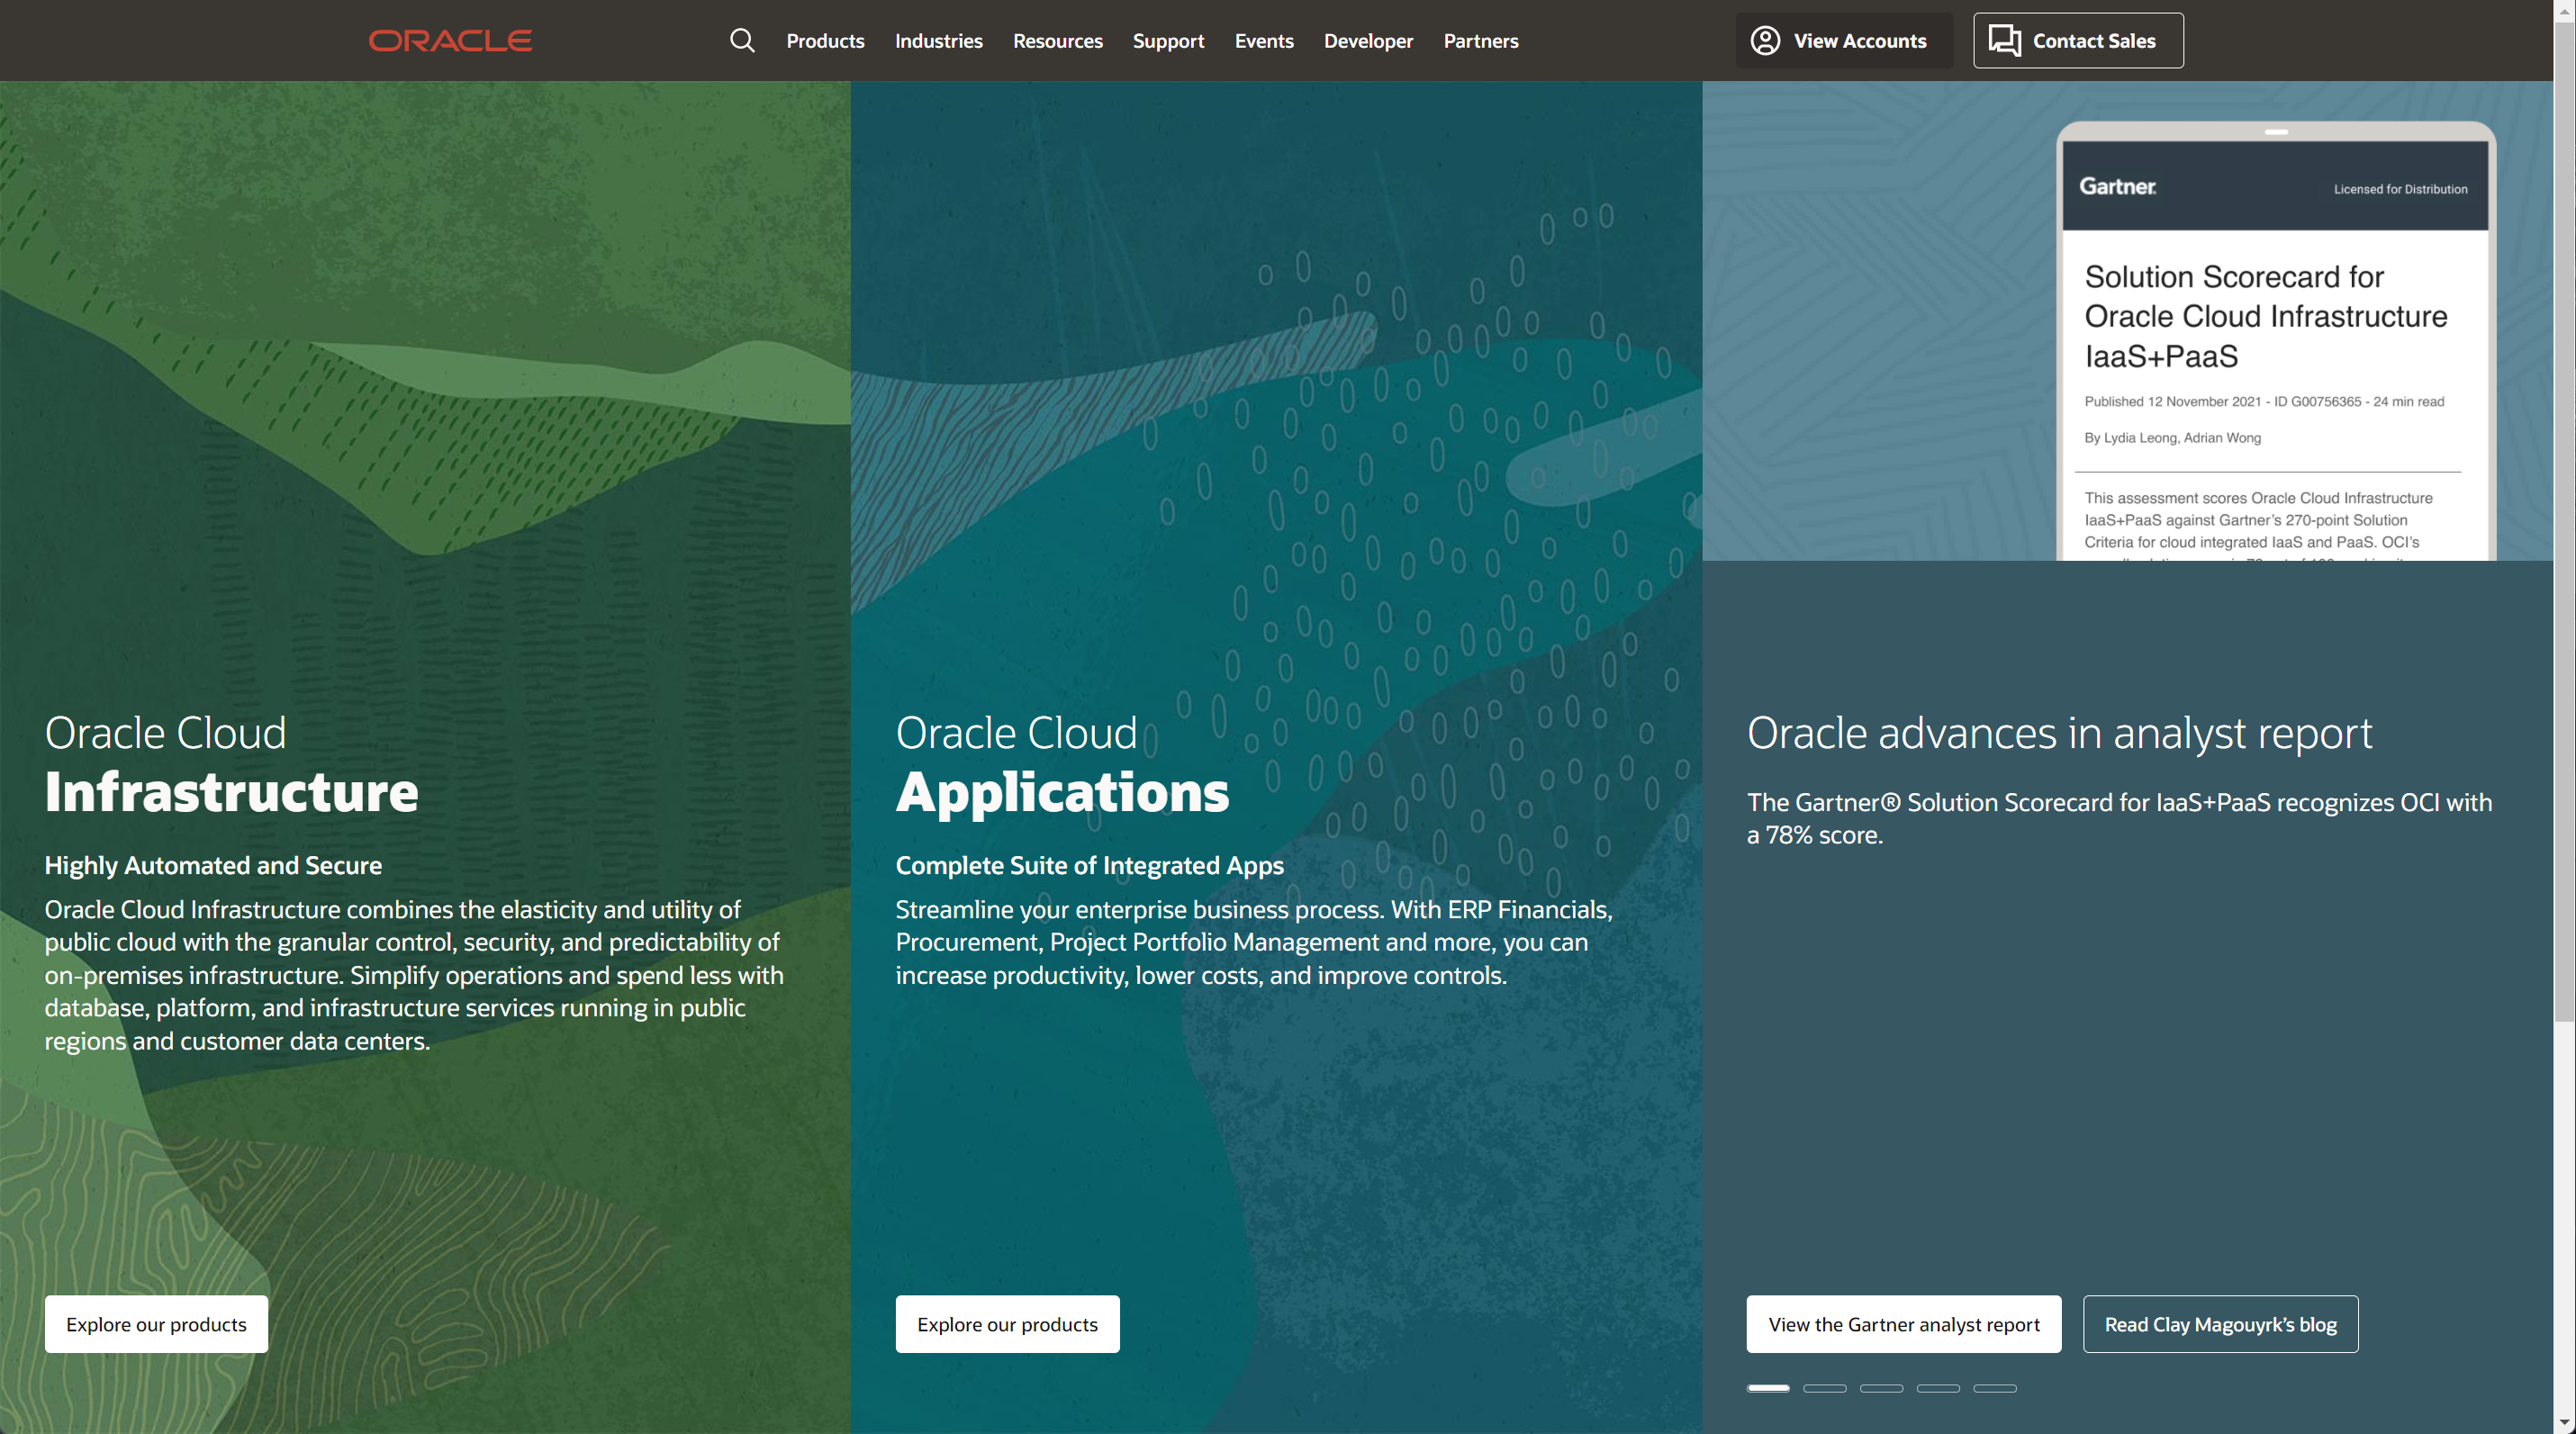 ORACLE
Products Industries Resources Support Events Developer Partners
View Accounts
Contact Sales
Oracle Cloud
Infrastructure
Highly Automated and Secure
Oracle Cloud Infrastructure combines the elasticity and utility of
public cloud with the granular control, security, and predictability of
on-premises infrastructure. Simplify operations and spend less with
database, platform, and infrastructure services running in public
regions and customer data centers.
Explore our products
Oracle Cloud
Applications
Complete Suite of Integrated Apps
Streamline your enterprise business process. With ERP Financials,
Procurement, Project Portfolio Management and more, you can
increase productivity, lower costs, and improve controls.
Explore our products
Gartner
Licensed for Distribution
Solution Scorecard for
Oracle Cloud Infrastructure
IaaS+PaaS
Published 12 November 2021 - ID G00756365 - 24 min read
By Lydia Leong, Adrian Wong
This assessment scores Oracle Cloud Infrastructure
IaaS+PaaS against Gartner's 270-point Solution
Criteria for cloud integrated IaaS and PaaS. OCI's
Oracle advances in analyst report
The Gartner® Solution Scorecard for IaaS+PaaS recognizes OCI with
a 78% score.
View the Gartner analyst report
Read Clay Magouyrk's blog